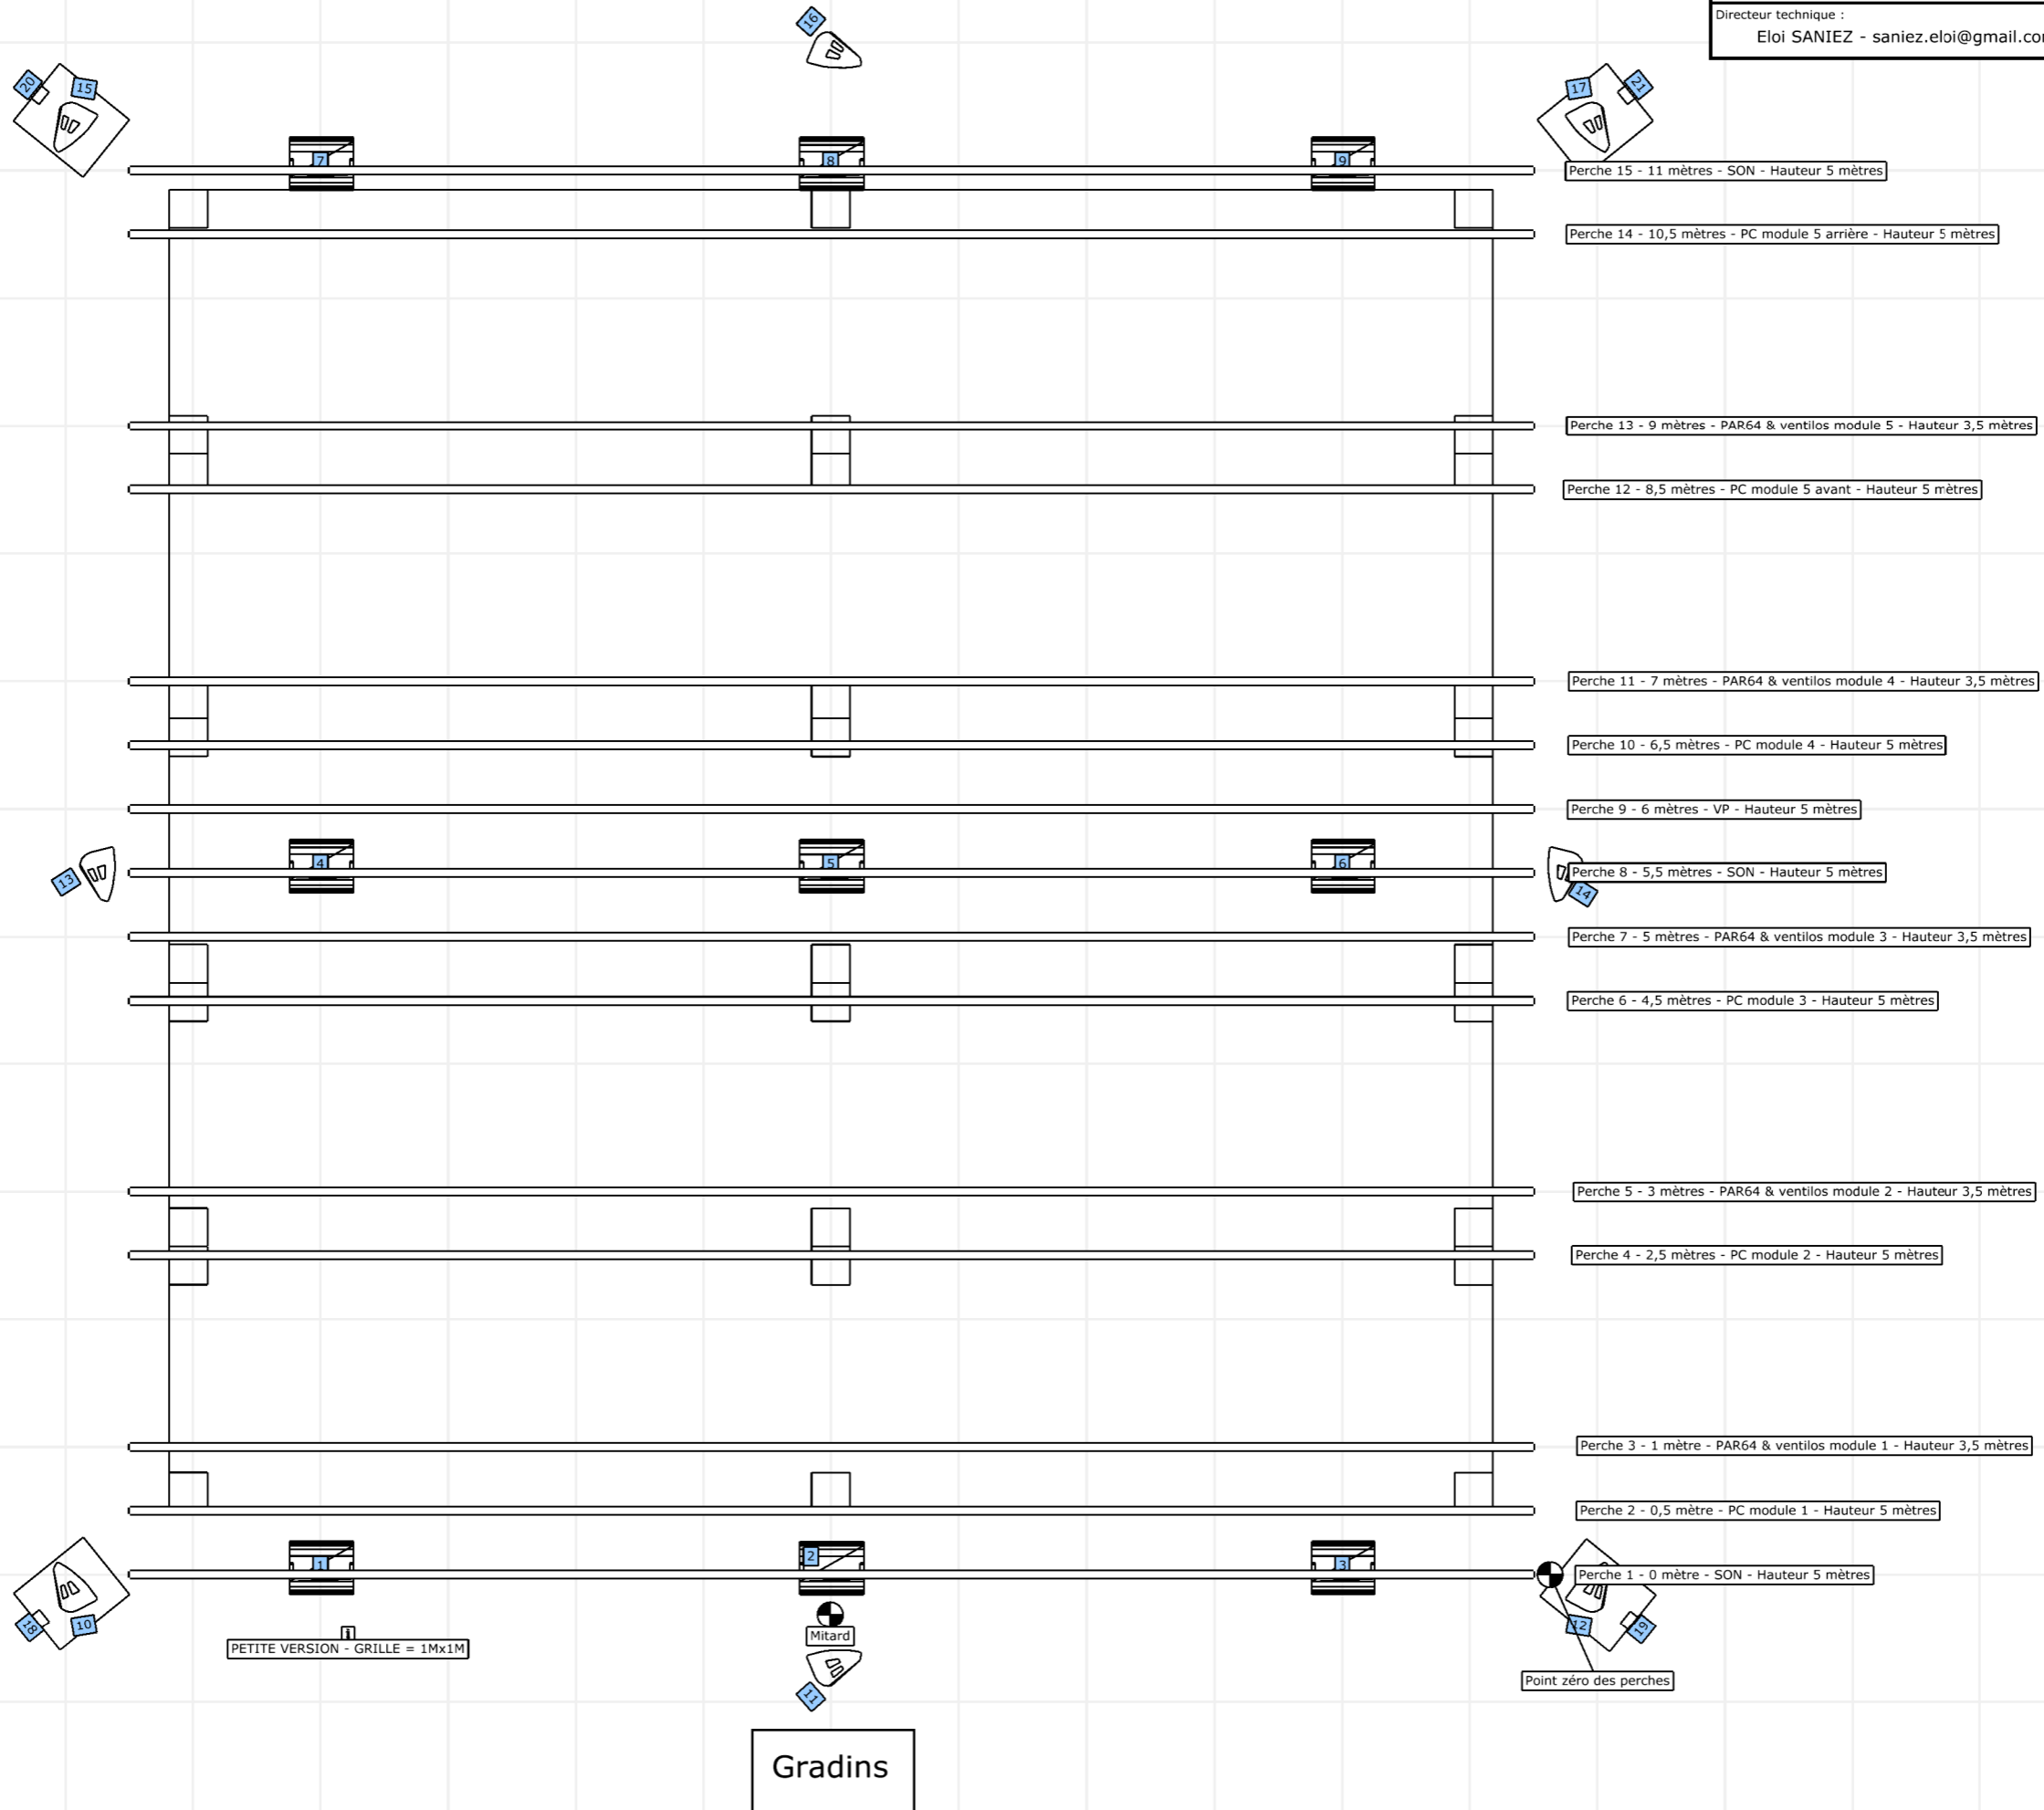 Directeur technique :
Eloi SANIEZ - saniez.eloi@gmail.co
16
20
15
17
21
7
8
9
Perche 15 - 11 mètres - SON - Hauteur 5 mètres
Perche 14 - 10,5 mètres - PC module 5 arrière - Hauteur 5 mètres
Perche 13 - 9 mètres - PAR64 & ventilos module 5 - Hauteur 3,5 mètres
Perche 12 - 8,5 mètres - PC module 5 avant - Hauteur 5 mètres
Perche 11 - 7 mètres - PAR64 & ventilos module 4 - Hauteur 3,5 mètres
Perche 10 - 6,5 mètres - PC module 4 - Hauteur 5 mètres
Perche 9 - 6 mètres - VP - Hauteur 5 mètres
4
5
6
13
Perche 8 - 5,5 mètres - SON - Hauteur 5 mètres
14
Perche 7 - 5 mètres - PAR64 & ventilos module 3 - Hauteur 3,5 mètres
Perche 6 - 4,5 mètres - PC module 3 - Hauteur 5 mètres
Perche 5 - 3 mètres - PAR64 & ventilos module 2 - Hauteur 3,5 mètres
Perche 4 - 2,5 mètres - PC module 2 - Hauteur 5 mètres
Perche 3 - 1 mètre - PAR64 & ventilos module 1 - Hauteur 3,5 mètres
Perche 2 - 0,5 mètre - PC module 1 - Hauteur 5 mètres
1
2
3
Perche 1 - 0 mètre - SON - Hauteur 5 mètres
18
10
12
19
i
PETITE VERSION - GRILLE = 1Mx1M
Mitard
Point zéro des perches
11
Gradins